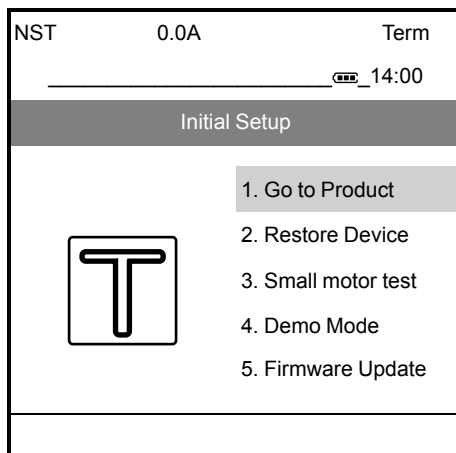 NST 0.0A Term
14:00
Initial Setup
1. Go to Product
2. Restore Device
3. Small motor test
4. Demo Mode
5. Firmware Update
T